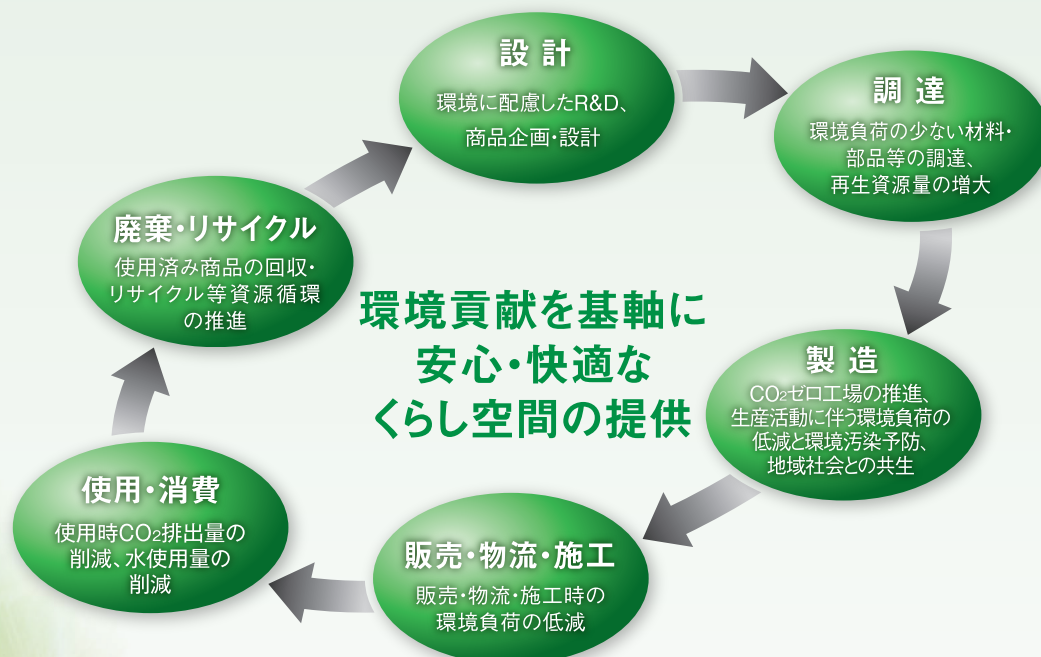 設計
環境に配慮したR&D、
商品企画・設計
調達
環境負荷の少ない材料・
部品等の調達、
再生資源量の増大
製造
CO2ゼロ工場の推進、
生産活動に伴う環境負荷の
低減と環境汚染予防、
地域社会との共生
販売・物流・施工
販売・物流・施工時の
環境負荷の低減
使用・消費
使用時CO2排出量の
削減、水使用量の
削減
廃棄・リサイクル
使用済み商品の回収・
リサイクル等資源循環
の推進
環境貢献を基軸に
安心・快適な
くらし空間の提供